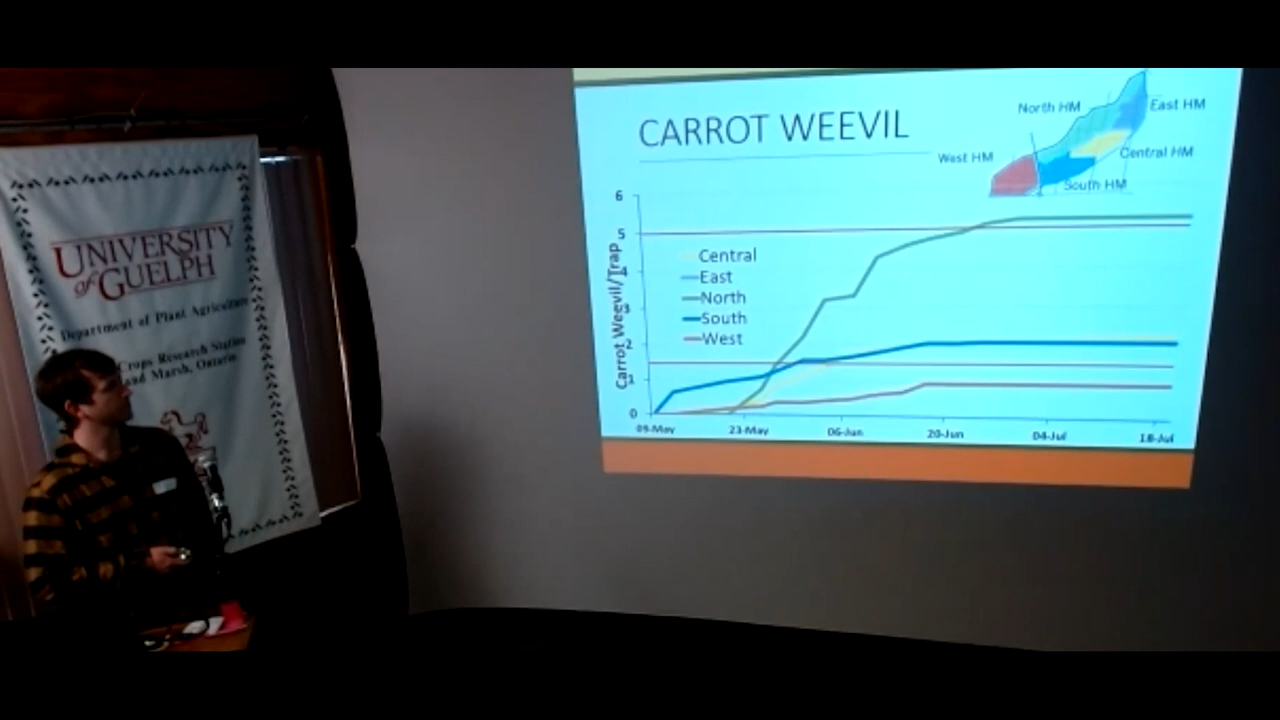 UNIVERSITY
of GUELPH
Department of Plant Agriculture
Crops Research Station
Marsh, Ontario
CARROT WEEVIL
North HM
East HM
West HM
Central HM
South HM
Carrot Weevil/Trap
6
5
4
3
2
1
0
Central
East
North
South
West
09-May
23-May
06-Jun
20-Jun
04-Jul
18-Jul